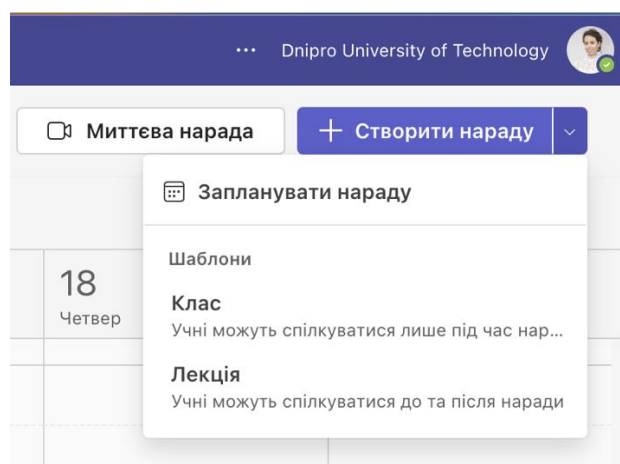 ... Dnipro University of Technology
Миттєва нарада
+ Створити нараду
Запланувати нараду
Шаблони
18
Четвер
Клас
Учні можуть спілкуватися лише під час нар...
Лекція
Учні можуть спілкуватися до та після наради